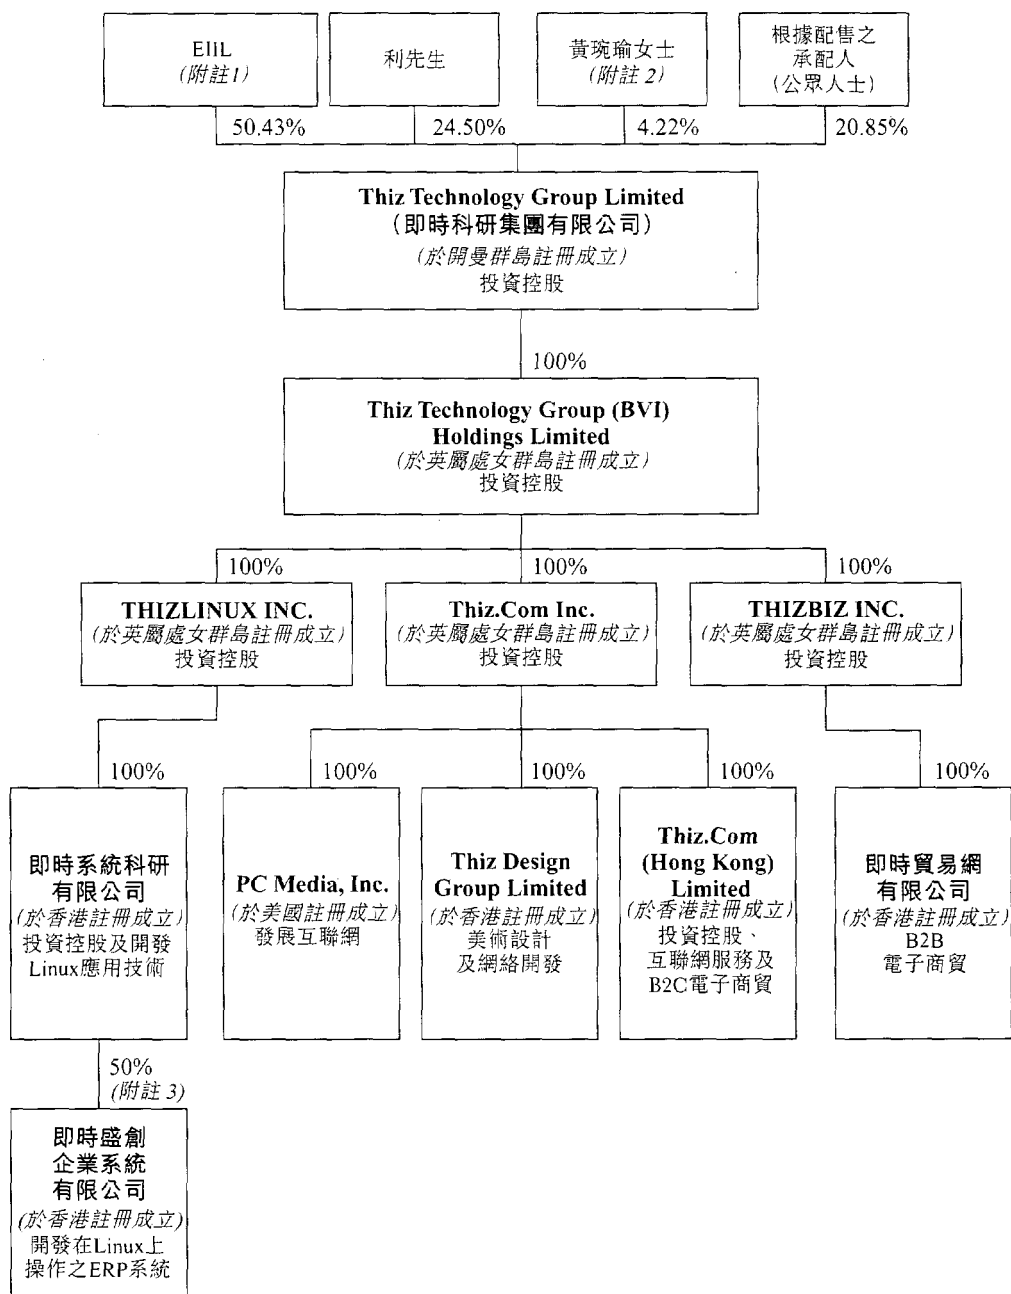 EIIL
(附註1)
利先生
黃琬瑜女士
(附註2)
根據配售之
承配人
(公眾人士)
50.43%
24.50%
4.22%
20.85%
Thiz Technology Group Limited
(即時科研集團有限公司)
(於開曼群島註冊成立)
投資控股
100%
Thiz Technology Group (BVI)
Holdings Limited
(於英屬處女群島註冊成立)
投資控股
100%
100%
100%
THIZLINUX INC.
(於英屬處女群島註冊成立)
投資控股
Thiz.Com Inc.
(於英屬處女群島註冊成立)
投資控股
THIZBIZ INC.
(於英屬處女群島註冊成立)
投資控股
100%
100%
100%
100%
100%
即時系統科研
有限公司
(於香港註冊成立)
投資控股及開發
Linux應用技術
PC Media, Inc.
(於美國註冊成立)
發展互聯網
Thiz Design
Group Limited
(於香港註冊成立)
美術設計
及網絡開發
Thiz.Com
(Hong Kong)
Limited
(於香港註冊成立)
投資控股、
互聯網服務及
B2C電子商貿
即時貿易網
有限公司
(於香港註冊成立)
B2B
電子商貿
50%
(附註3)
即時盛創
企業系統
有限公司
(於香港註冊成立)
開發在Linux上
操作之ERP系統